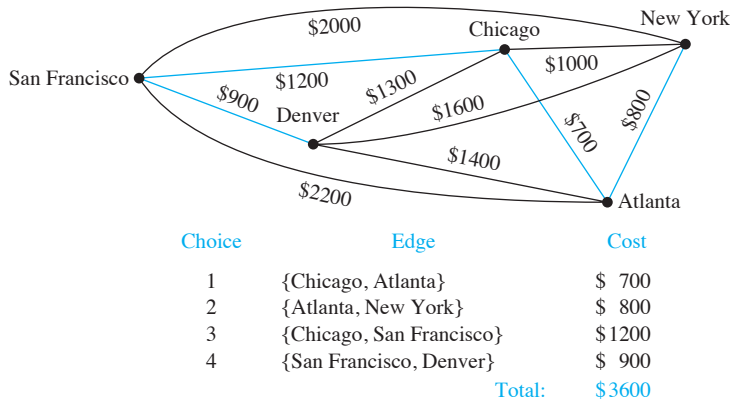 $2000
Chicago
New York
San Francisco
$1200
$1300
$1000
$900
Denver
$1600
$700
$800
$1400
$2200
Atlanta
Choice Edge Cost
1 {Chicago, Atlanta} $ 700
2 {Atlanta, New York} $ 800
3 {Chicago, San Francisco} $1200
4 {San Francisco, Denver} $ 900
Total: $3600